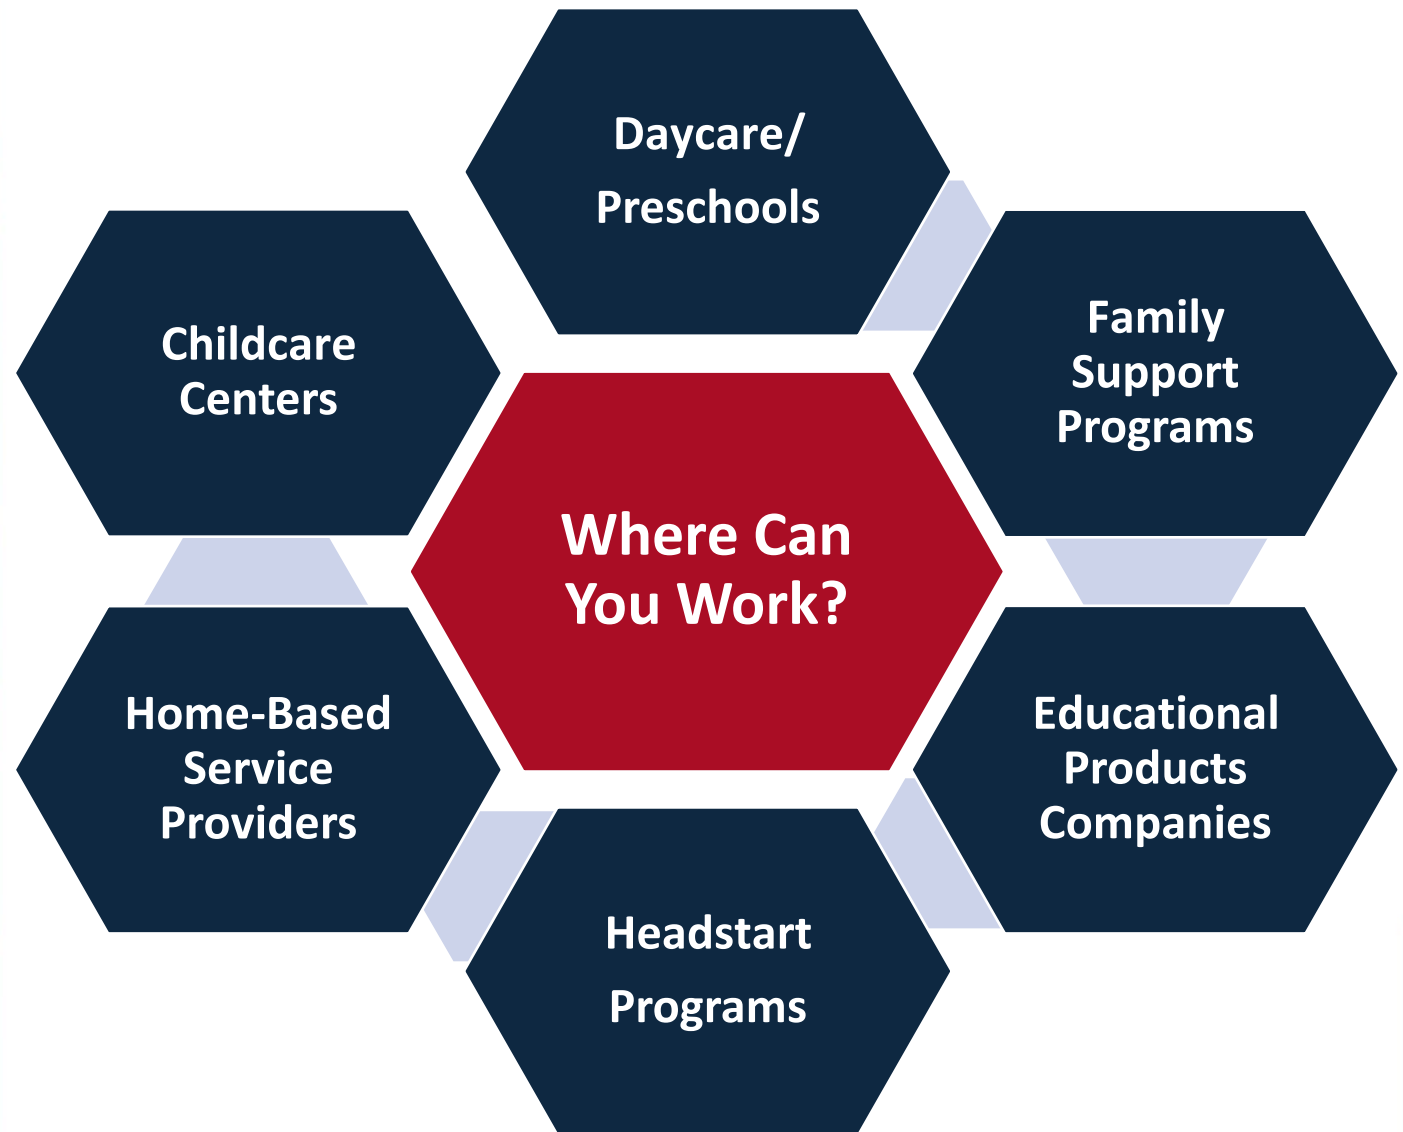 Daycare/
Preschools
Family
Support
Programs
Childcare
Centers
Where Can
You Work?
Home-Based
Service
Providers
Educational
Products
Companies
Headstart
Programs